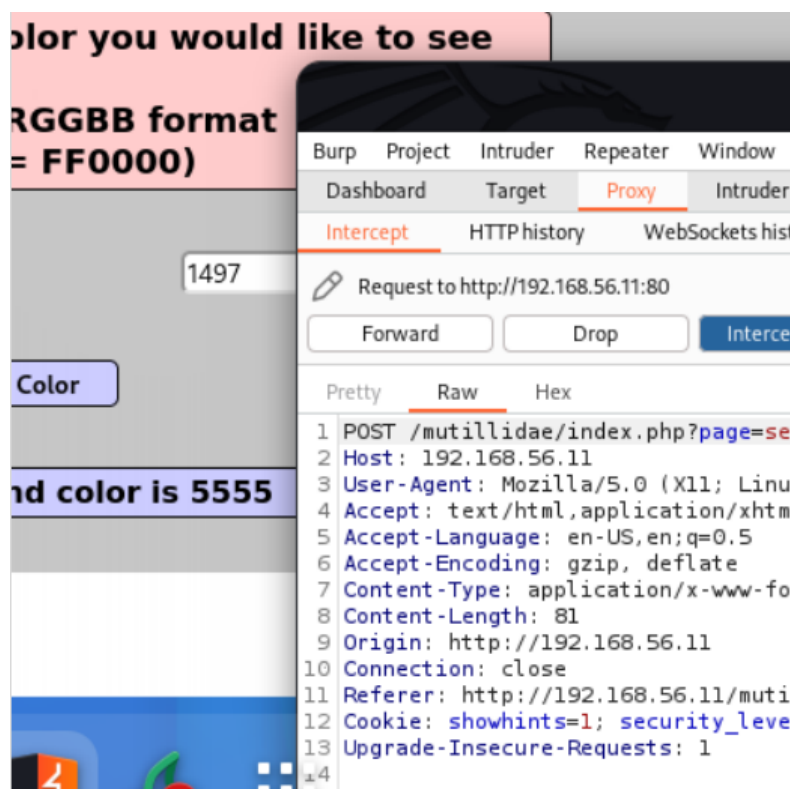 olor you would like to see
RGGBB format
= FF0000)
1497
Color
nd color is 5555
Burp Project Intruder Repeater Window
Dashboard Target Proxy Intruder
Intercept HTTP history WebSockets hist
Request to http://192.168.56.11:80
Forward Drop Interce
Pretty Raw Hex
1 POST /mutillidae/index.php?page=se
2 Host: 192.168.56.11
3 User-Agent: Mozilla/5.0 (X11; Linu
4 Accept: text/html,application/xhtm
5 Accept-Language: en-US,en;q=0.5
6 Accept-Encoding: gzip, deflate
7 Content-Type: application/x-www-fo
8 Content-Length: 81
9 Origin: http://192.168.56.11
10 Connection: close
11 Referer: http://192.168.56.11/muti
12 Cookie: showhints=1; security_leve
13 Upgrade-Insecure-Requests: 1
14